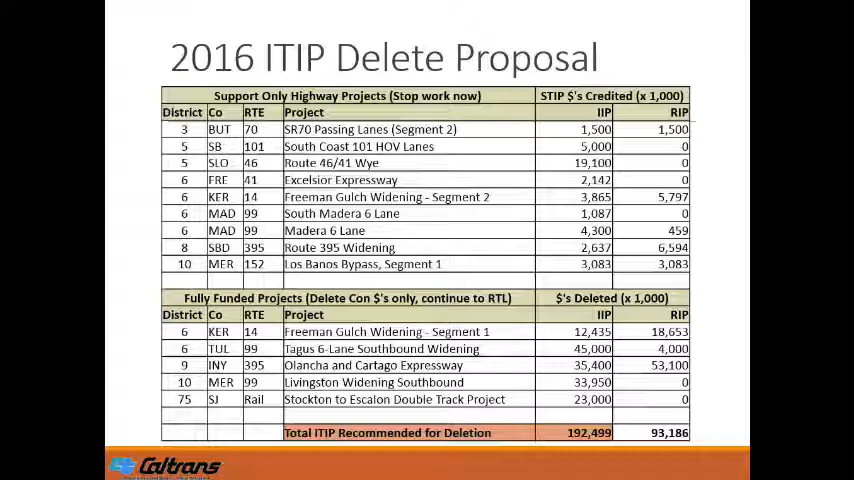 2016 ITIP Delete Proposal
Support Only Highway Projects (Stop work now) STIP $'s Credited (x 1,000)
District Co RTE Project IIP RIP
3 BUT 70 SR70 Passing Lanes (Segment 2) 1,500 1,500
5 SB 101 South Coast 101 HOV Lanes 5,000 0
5 SLO 46 Route 46/41 Wye 19,100 0
6 FRE 41 Excelsior Expressway 2,142 0
6 KER 14 Freeman Gulch Widening - Segment 2 3,865 5,797
6 MAD 99 South Madera 6 Lane 1,087 0
6 MAD 99 Madera 6 Lane 4,300 459
8 SBD 395 Route 395 Widening 2,637 6,594
10 MER 152 Los Banos Bypass, Segment 1 3,083 3,083
Fully Funded Projects (Delete Con $'s only, continue to RTL) $'s Deleted (x 1,000)
District Co RTE Project IIP RIP
6 KER 14 Freeman Gulch Widening - Segment 1 12,435 18,653
6 TUL 99 Tagus 6-Lane Southbound Widening 45,000 4,000
9 INY 395 Olancha and Cartago Expressway 35,400 53,100
10 MER 99 Livingston Widening Southbound 33,950 0
75 SJ Rail Stockton to Escalon Double Track Project 23,000 0
Total ITIP Recommended for Deletion 192,499 93,186
Caltrans